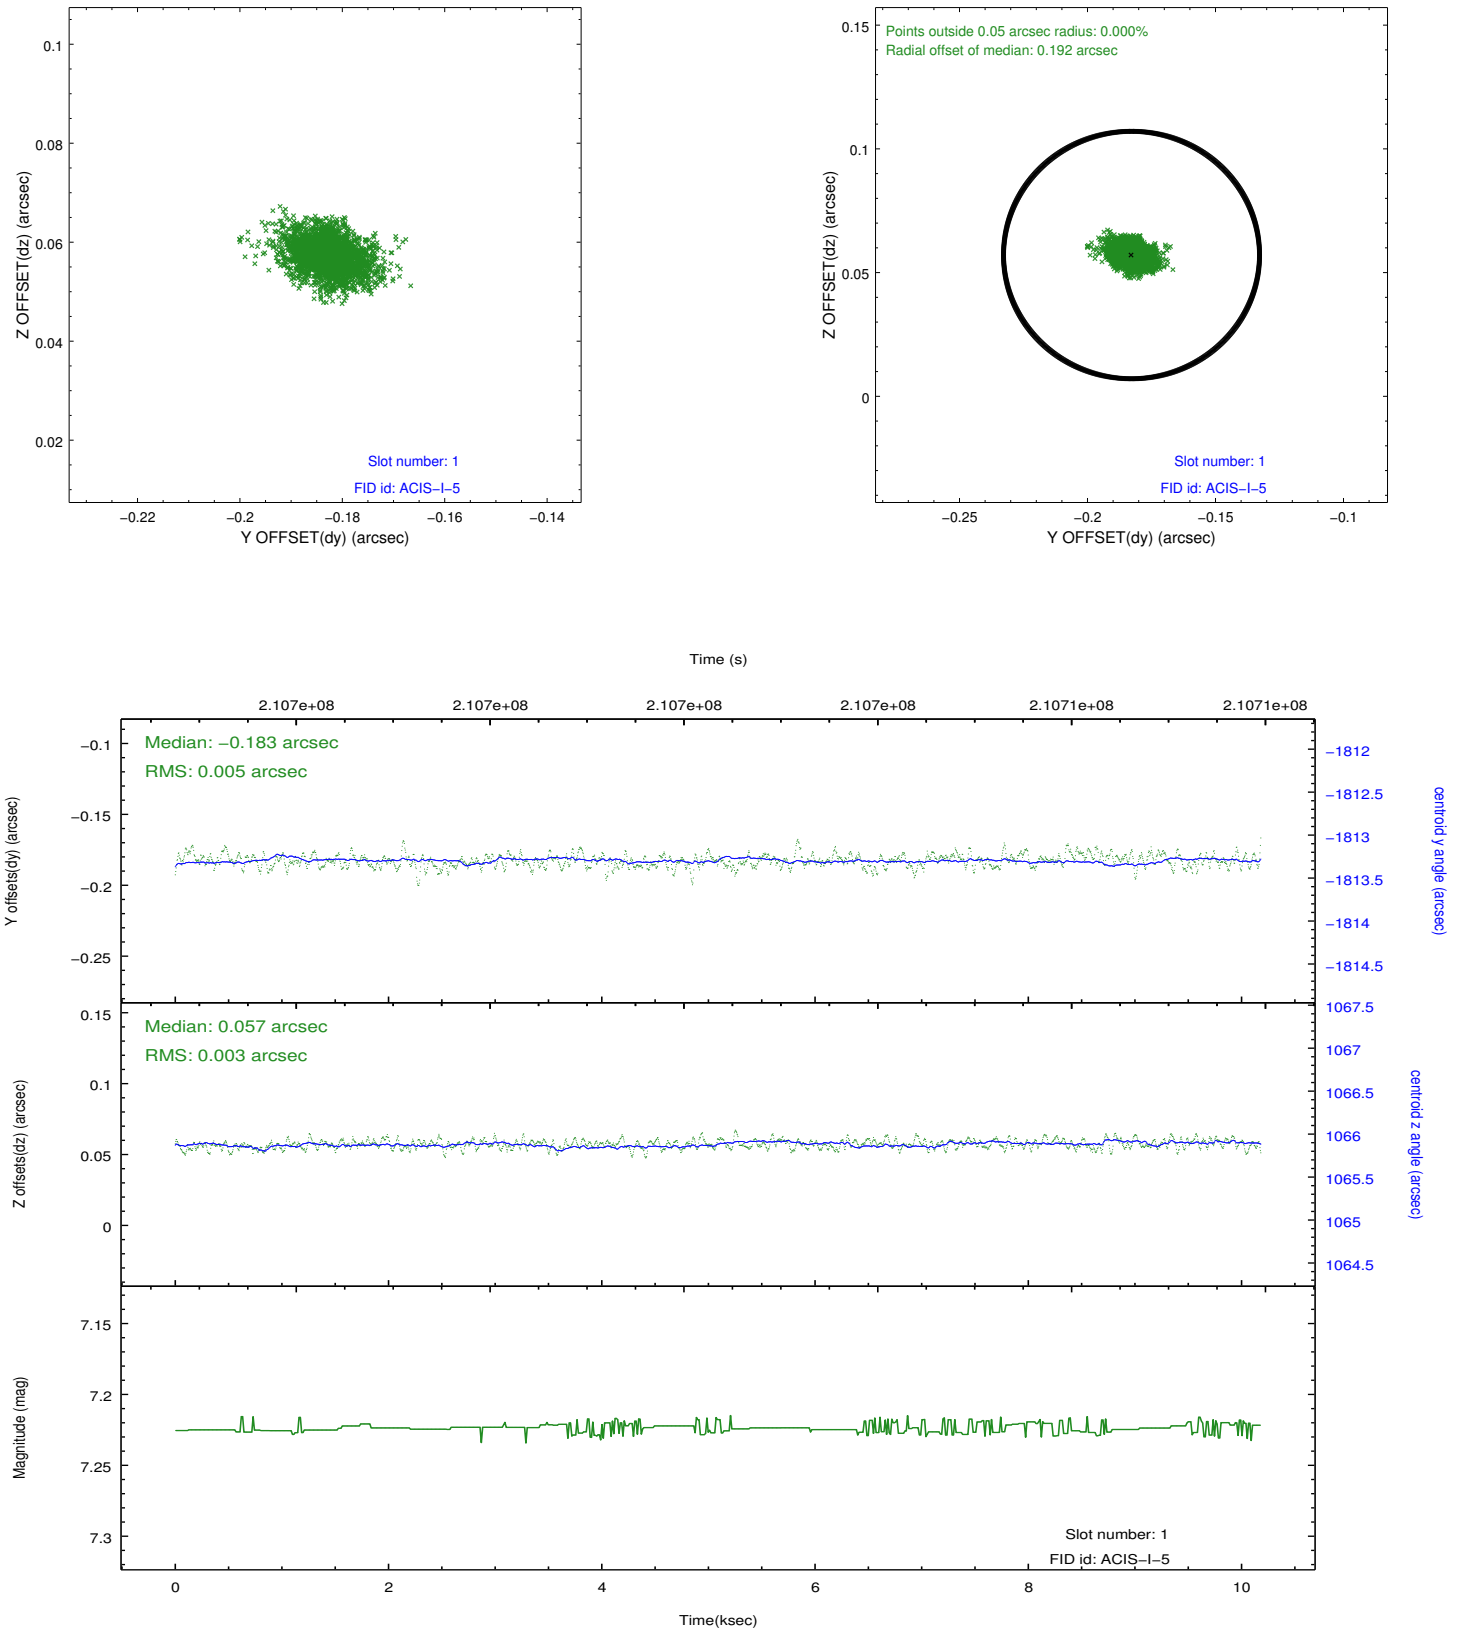 0.1
0.08
0.06
0.04
0.02
Z OFFSET(dz) (arcsec)
Slot number: 1
FID id: ACIS−I−5
−0.22 −0.2 −0.18 −0.16 −0.14
Y OFFSET(dy) (arcsec)
Points outside 0.05 arcsec radius: 0.000%
Radial offset of median: 0.192 arcsec
0.15
0.1
0.05
0
Z OFFSET(dz) (arcsec)
Slot number: 1
FID id: ACIS−I−5
−0.25 −0.2 −0.15 −0.1
Y OFFSET(dy) (arcsec)
Time (s)
2.107e+08 2.107e+08 2.107e+08 2.107e+08 2.1071e+08 2.1071e+08
Median: −0.183 arcsec
RMS: 0.005 arcsec
−0.1
−0.15
−0.2
−0.25
Y offsets(dy) (arcsec)
−1812
−1812.5
−1813
−1813.5
−1814
−1814.5
centroid y angle (arcsec)
Median: 0.057 arcsec
RMS: 0.003 arcsec
0.15
0.1
0.05
0
Z offsets(dz) (arcsec)
1067.5
1067
1066.5
1066
1065.5
1065
1064.5
centroid z angle (arcsec)
7.15
7.2
7.25
7.3
Magnitude (mag)
Slot number: 1
FID id: ACIS−I−5
0 2 4 6 8 10
Time(ksec)